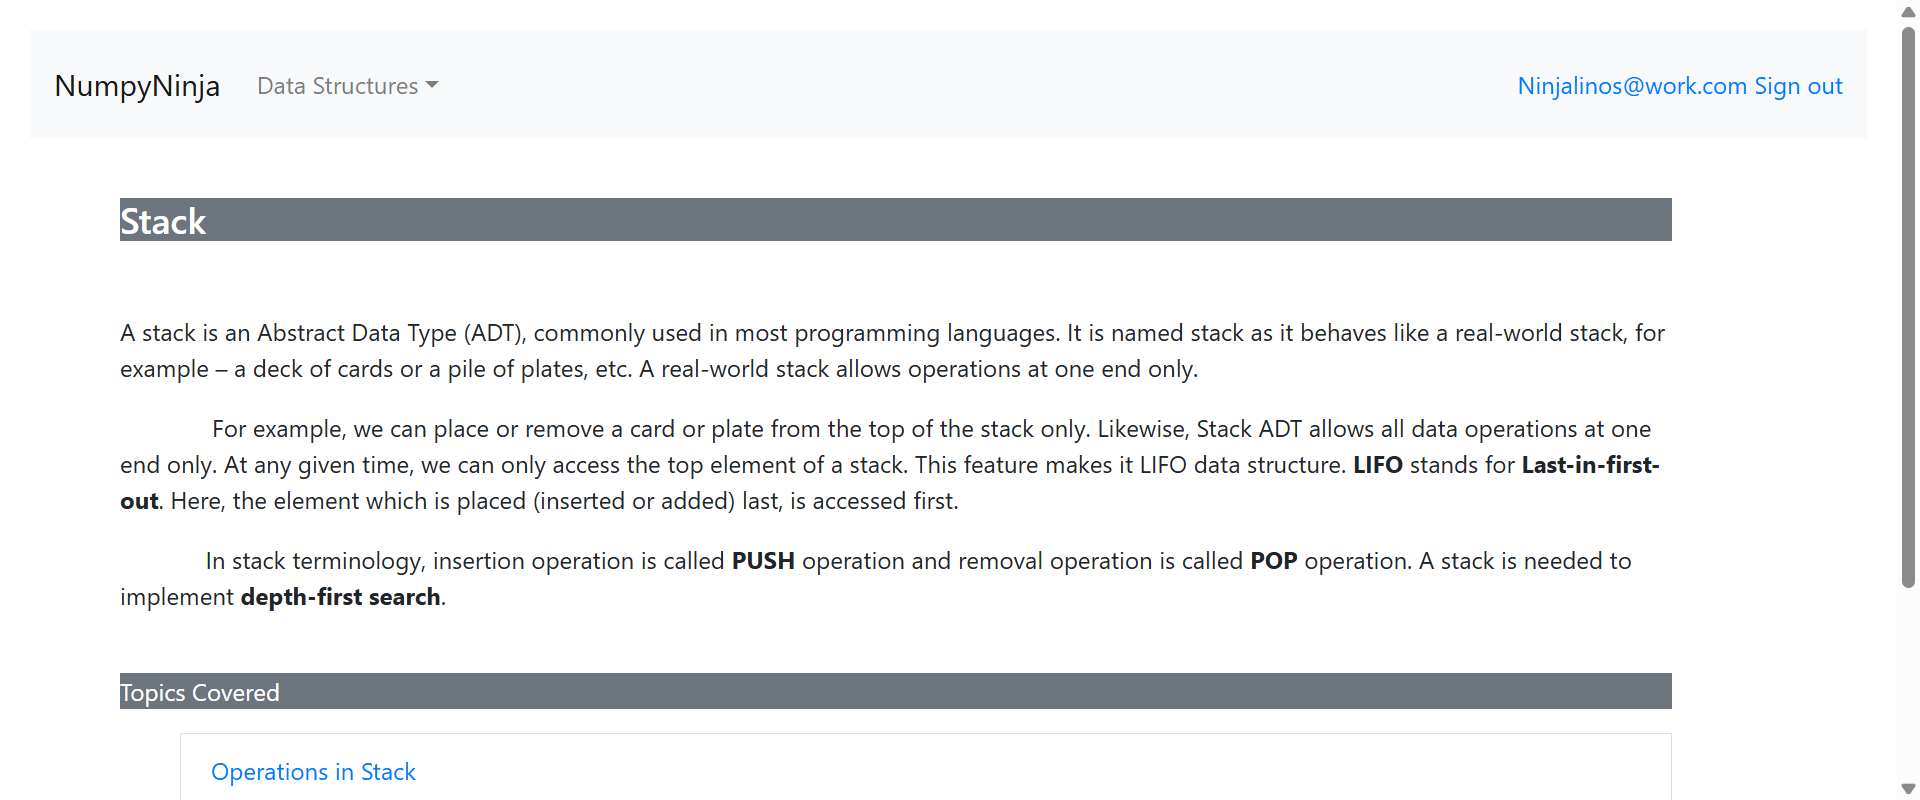 NumpyNinja Data Structures Ninjalinos@work.com Sign out
Stack
A stack is an Abstract Data Type (ADT), commonly used in most programming languages. It is named stack as it behaves like a real-world stack, for
example – a deck of cards or a pile of plates, etc. A real-world stack allows operations at one end only.
For example, we can place or remove a card or plate from the top of the stack only. Likewise, Stack ADT allows all data operations at one
end only. At any given time, we can only access the top element of a stack. This feature makes it LIFO data structure. LIFO stands for Last-in-first-
out. Here, the element which is placed (inserted or added) last, is accessed first.
In stack terminology, insertion operation is called PUSH operation and removal operation is called POP operation. A stack is needed to
implement depth-first search.
Topics Covered
Operations in Stack